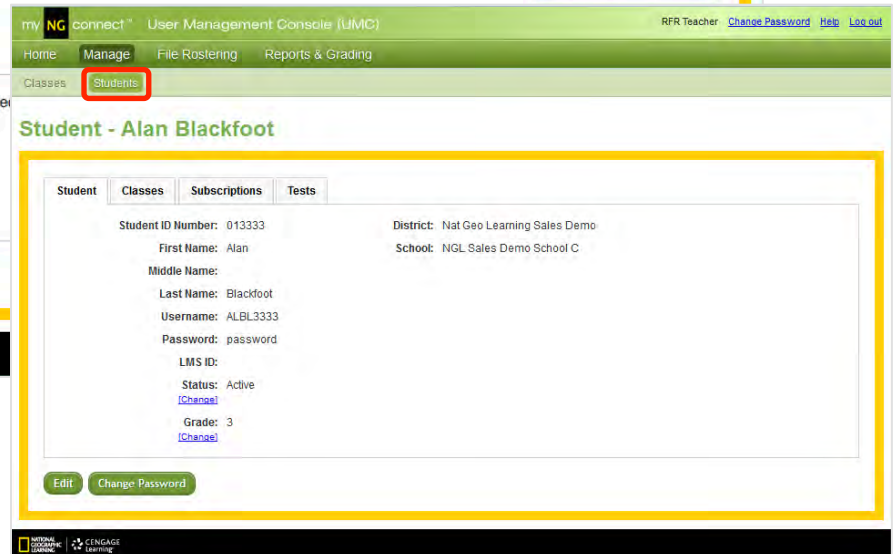 my NG connect™ User Management Console (UMC)
RFR Teacher Change Password Help Log out
Home Manage File Rostering Reports & Grading
Classes Students
Student - Alan Blackfoot
Student Classes Subscriptions Tests
Student ID Number: 013333 District: Nat Geo Learning Sales Demo
First Name: Alan School: NGL Sales Demo School C
Middle Name:
Last Name: Blackfoot
Username: ALBL3333
Password: password
LMS ID:
Status: Active
[Change]
Grade: 3
[Change]
Edit Change Password
NATIONAL GEOGRAPHIC LEARNING CENGAGE Learning